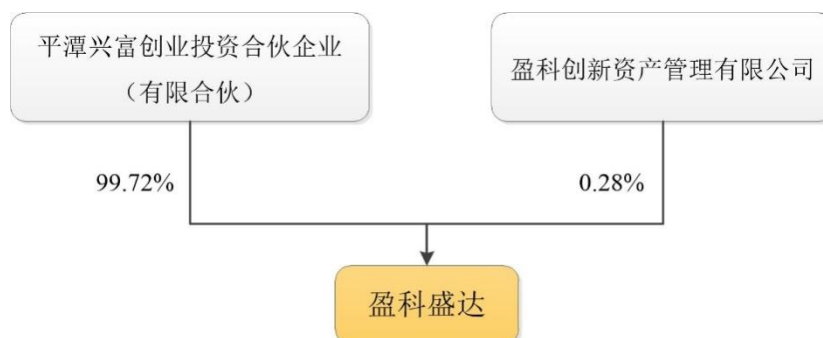 平潭兴富创业投资合伙企业
（有限合伙）
盈科创新资产管理有限公司
99.72%
0.28%
盈科盛达